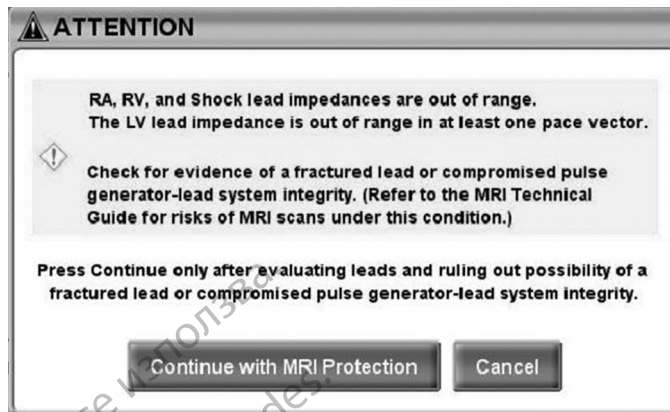 ATTENTION
RA, RV, and Shock lead impedances are out of range.
The LV lead impedance is out of range in at least one pace vector.
Check for evidence of a fractured lead or compromised pulse
generator-lead system integrity. (Refer to the MRI Technical
Guide for risks of MRI scans under this condition.)
Press Continue only after evaluating leads and ruling out possibility of a
fractured lead or compromised pulse generator-lead system integrity.
Continue with MRI Protection
Cancel
използва.